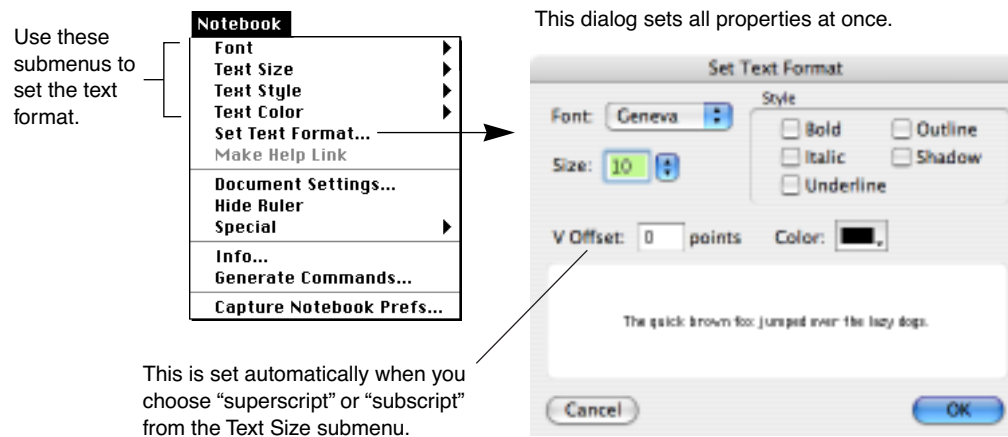 This dialog sets all properties at once.
Use these
submenus to
set the text
format.
Notebook
Font
Text Size
Text Style
Text Color
Set Text Format...
Make Help Link
Document Settings...
Hide Ruler
Special
Info...
Generate Commands...
Capture Notebook Prefs...
Set Text Format
Font: Geneva
Size: 10
Style
Bold Outline
Italic Shadow
Underline
V Offset: 0 points Color:
The quick brown fox jumped over the lazy dogs.
Cancel OK
This is set automatically when you
choose “superscript” or “subscript”
from the Text Size submenu.